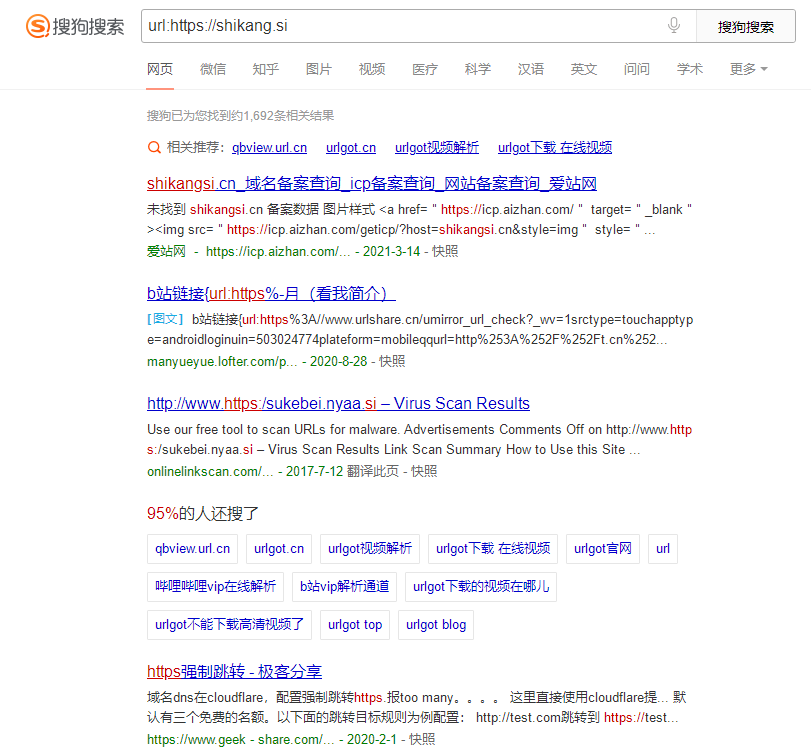 搜狗搜索 url:https://shikang.si 搜狗搜索
网页 微信 知乎 图片 视频 医疗 科学 汉语 英文 问问 学术 更多
搜狗已为您找到约1,692条相关结果
相关推荐: qbview.url.cn urlgot.cn urlgot视频解析 urlgot下载 在线视频
shikangsi.cn_域名备案查询_icp备案查询_网站备案查询_爱站网
未找到 shikangsi.cn 备案数据 图片样式 <a href= " https://icp.aizhan.com/ " target= " _blank "
><img src= " https://icp.aizhan.com/geticp/?host=shikangsi.cn&style=img " style= " ...
爱站网 - https://icp.aizhan.com/... - 2021-3-14 - 快照
b站链接{url:https%-月（看我简介）
[图文] b站链接{url:https%3A//www.urlshare.cn/umirror_url_check?_wv=1srctype=touchapptyp
e=androidloginuin=503024774plateform=mobileqqurl=http%253A%252F%252Ft.cn%252...
manyueyue.lofter.com/p... - 2020-8-28 - 快照
http://www.https:/sukebei.nyaa.si – Virus Scan Results
Use our free tool to scan URLs for malware. Advertisements Comments Off on http://www.http
s:/sukebei.nyaa.si – Virus Scan Results Link Scan Summary How to Use this Site ...
onlinelinkscan.com/... - 2017-7-12 翻译此页 - 快照
95%的人还搜了
qbview.url.cn urlgot.cn urlgot视频解析 urlgot下载 在线视频 urlgot官网 url
哔哩哔哩vip在线解析 b站vip解析通道 urlgot下载的视频在哪儿
urlgot不能下载高清视频了 urlgot top urlgot blog
https强制跳转 - 极客分享
域名dns在cloudflare，配置强制跳转https.报too many。。。。 这里直接使用cloudflare提... 默
认有三个免费的名额。以下面的跳转目标规则为例配置： http://test.com跳转到 https://test...
https://www.geek - share.com/... - 2020-2-1 - 快照